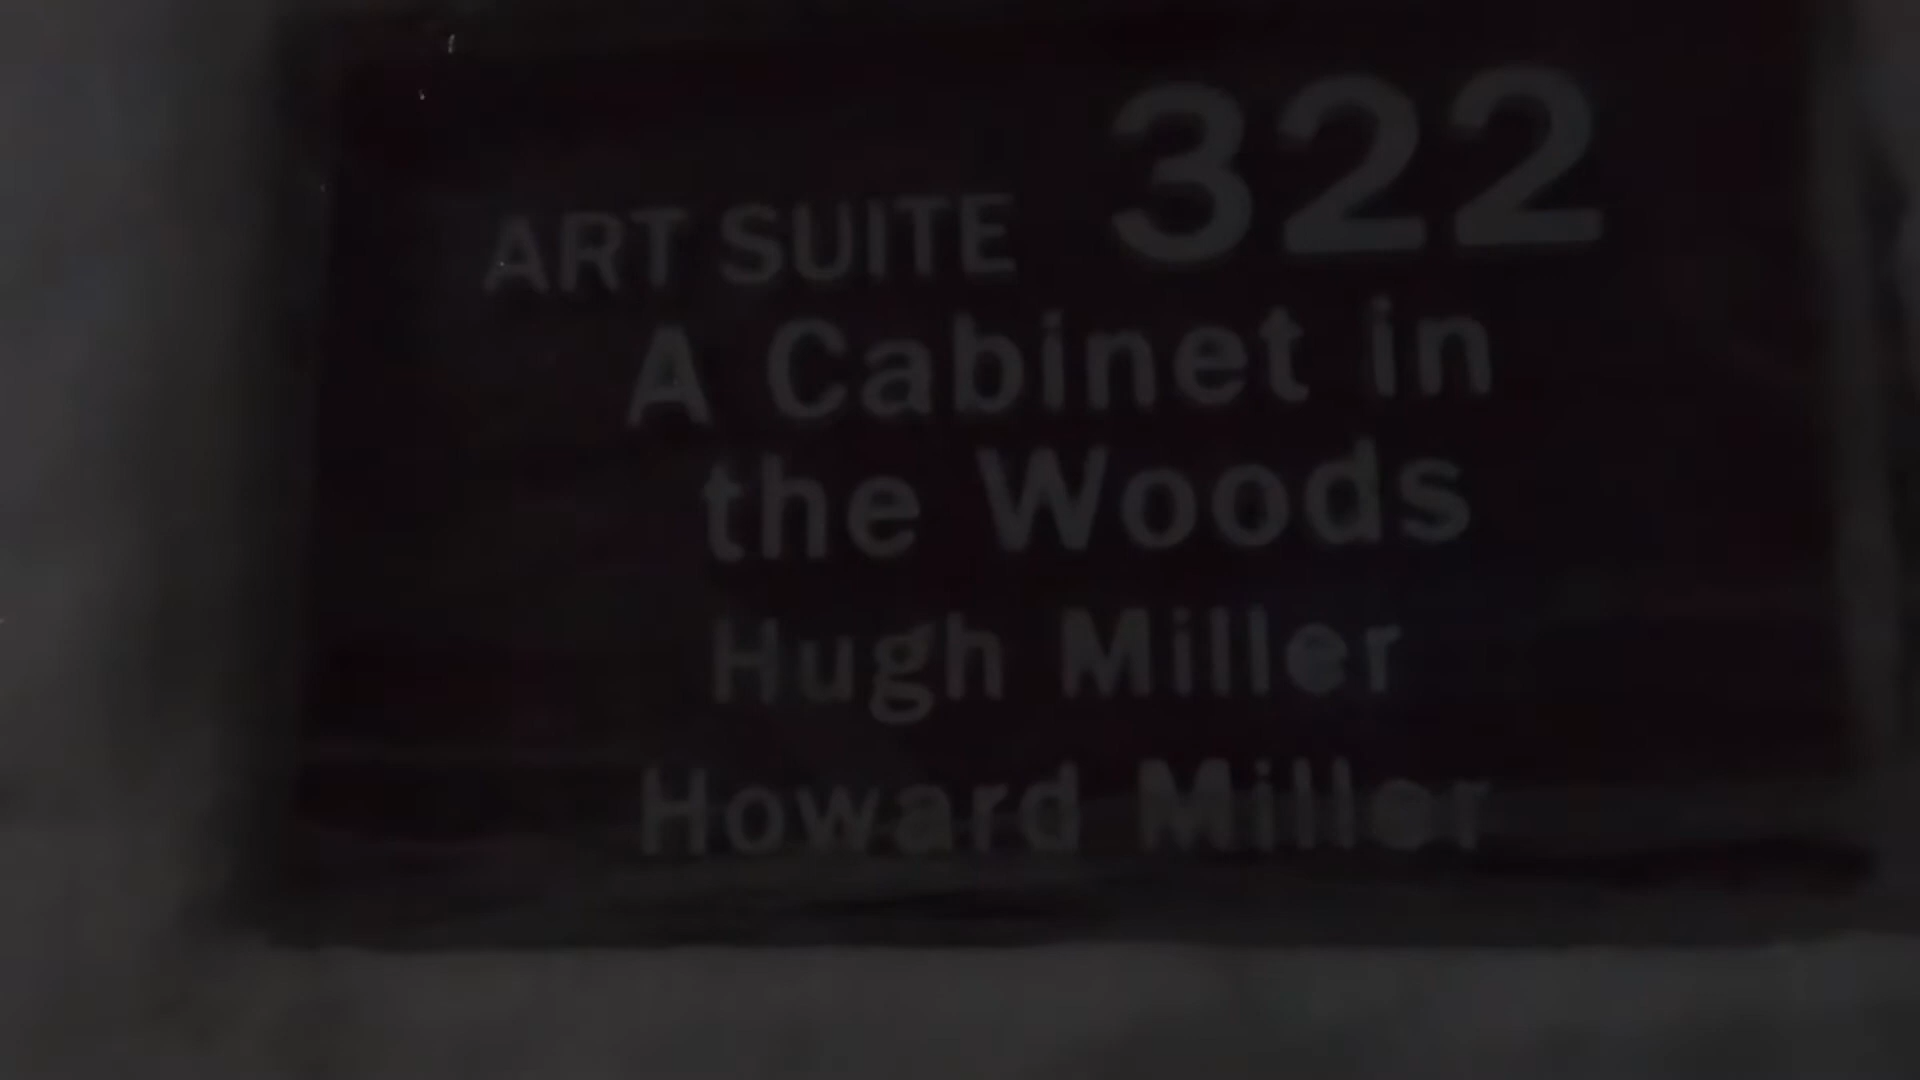 ART SUITE 322
A Cabinet in
the Woods
Hugh Miller
Howard Miller